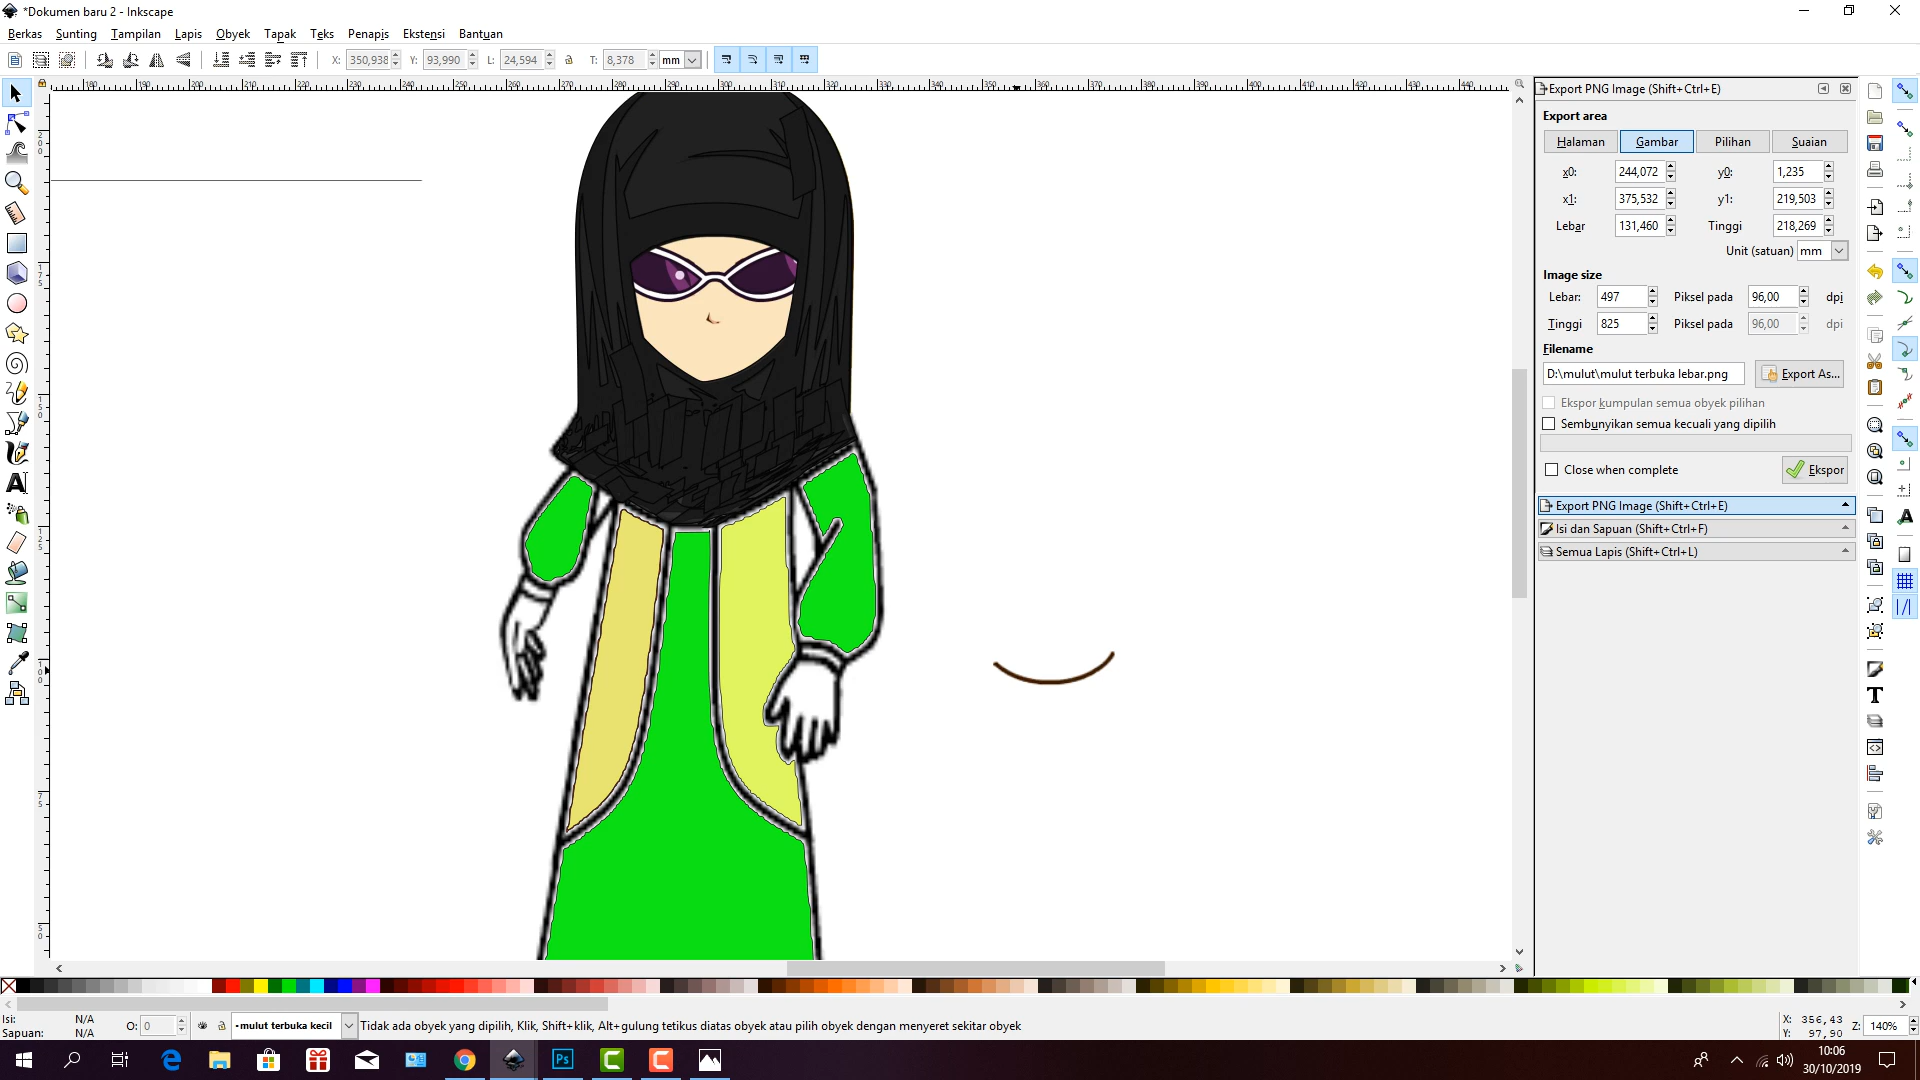 *Dokumen baru 2 - Inkscape
Berkas Sunting Tampilan Lapis Obyek Tapak Teks Penapis Ekstensi Bantuan
X: 350,938 Y: 93,990 L: 24,594 T: 8,378 mm
Export PNG Image (Shift+Ctrl+E)
Export area
Halaman Gambar Pilihan Suaian
x0: 244,072 y0: 1,235
x1: 375,532 y1: 219,503
Lebar 131,460 Tinggi 218,269
Unit (satuan) mm
Image size
Lebar: 497 Piksel pada 96,00 dpi
Tinggi 825 Piksel pada 96,00 dpi
Filename
D:\mulut\mulut terbuka lebar.png Export As...
Ekspor kumpulan semua obyek pilihan
Sembunyikan semua kecuali yang dipilih
Close when complete Ekspor
Export PNG Image (Shift+Ctrl+E)
Isi dan Sapuan (Shift+Ctrl+F)
Semua Lapis (Shift+Ctrl+L)
Isi: N/A
Sapuan: N/A
O: 0 •mulut terbuka kecil Tidak ada obyek yang dipilih, Klik, Shift+klik, Alt+gulung tetikus diatas obyek atau pilih obyek dengan menyeret sekitar obyek
X: 356,43
Y: 97,90
Z: 140%
Ps
10:06
30/10/2019